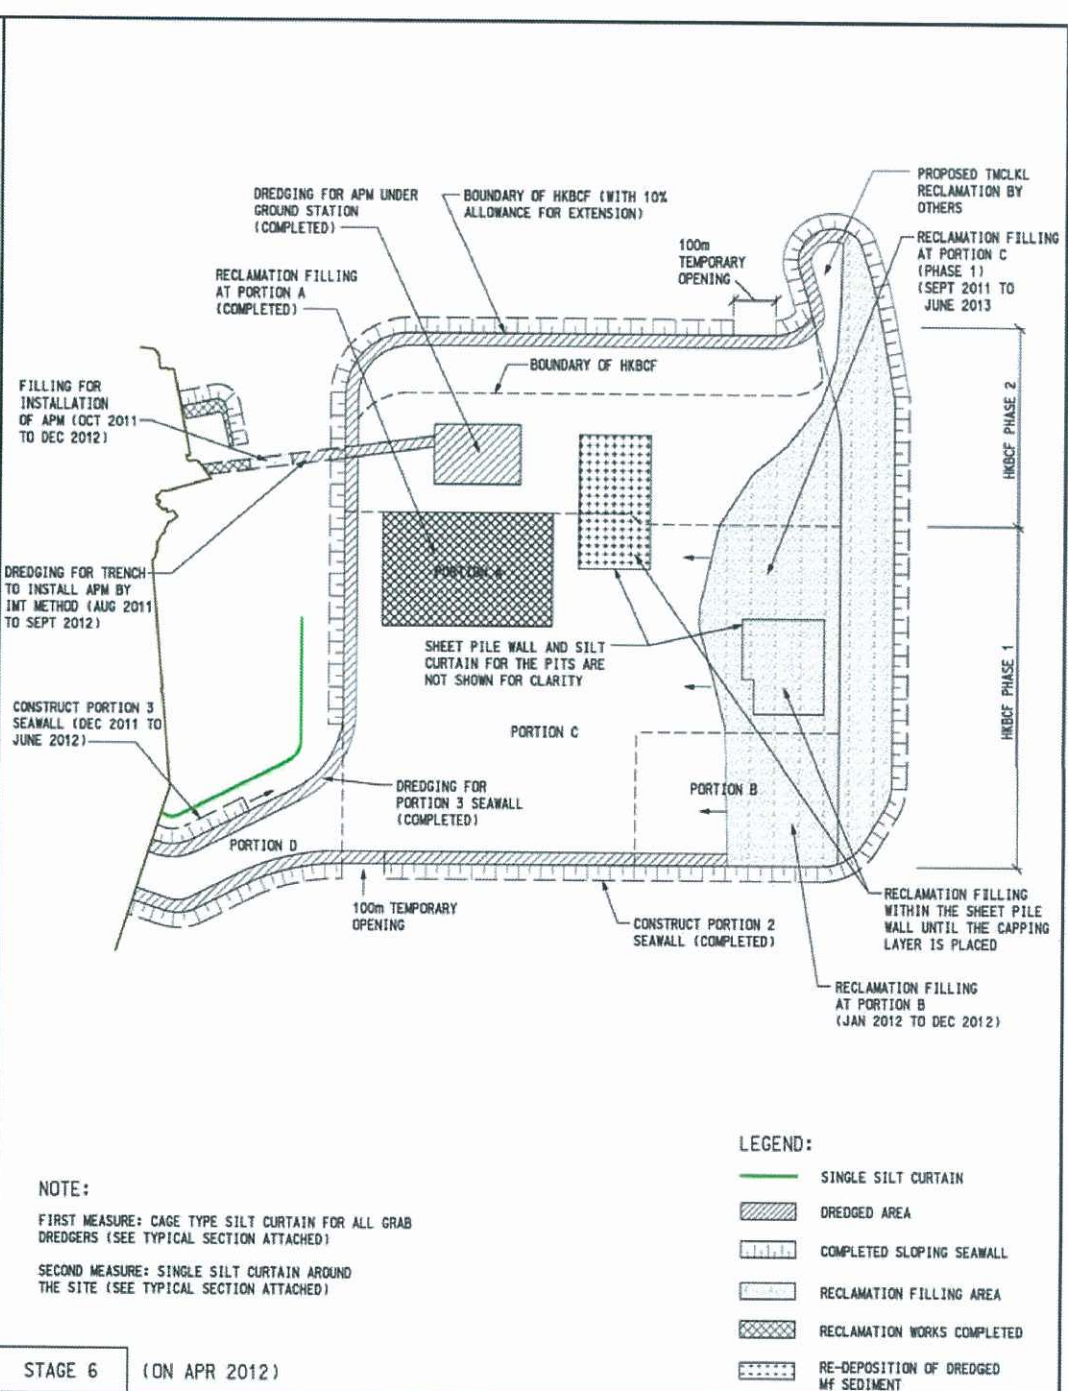 DREDGING FOR APM UNDER
GROUND STATION
(COMPLETED)
BOUNDARY OF HKBCF (WITH 10%
ALLOWANCE FOR EXTENSION)
PROPOSED TMCLKL
RECLAMATION BY
OTHERS
RECLAMATION FILLING
AT PORTION C
(PHASE 1)
(SEPT 2011 TO
JUNE 2013
100m
TEMPORARY
OPENING
RECLAMATION FILLING
AT PORTION A
(COMPLETED)
BOUNDARY OF HKBCF
FILLING FOR
INSTALLATION
OF APM (OCT 2011
TO DEC 2012)
HKBCF PHASE 2
PORTION A
DREDGING FOR TRENCH
TO INSTALL APM BY
IMT METHOD (AUG 2011
TO SEPT 2012)
SHEET PILE WALL AND SILT
CURTAIN FOR THE PITS ARE
NOT SHOWN FOR CLARITY
HKBCF PHASE 1
CONSTRUCT PORTION 3
SEAWALL (DEC 2011 TO
JUNE 2012)
PORTION C
DREDGING FOR
PORTION 3 SEAWALL
(COMPLETED)
PORTION B
PORTION D
100m TEMPORARY
OPENING
CONSTRUCT PORTION 2
SEAWALL (COMPLETED)
RECLAMATION FILLING
WITHIN THE SHEET PILE
WALL UNTIL THE CAPPING
LAYER IS PLACED
RECLAMATION FILLING
AT PORTION B
(JAN 2012 TO DEC 2012)
NOTE:
FIRST MEASURE: CAGE TYPE SILT CURTAIN FOR ALL GRAB
DREDGERS (SEE TYPICAL SECTION ATTACHED)
SECOND MEASURE: SINGLE SILT CURTAIN AROUND
THE SITE (SEE TYPICAL SECTION ATTACHED)
LEGEND:
SINGLE SILT CURTAIN
DREDGED AREA
COMPLETED SLOPING SEAWALL
RECLAMATION FILLING AREA
RECLAMATION WORKS COMPLETED
RE-DEPOSITION OF DREDGED
Mf SEDIMENT
STAGE 6 (ON APR 2012)